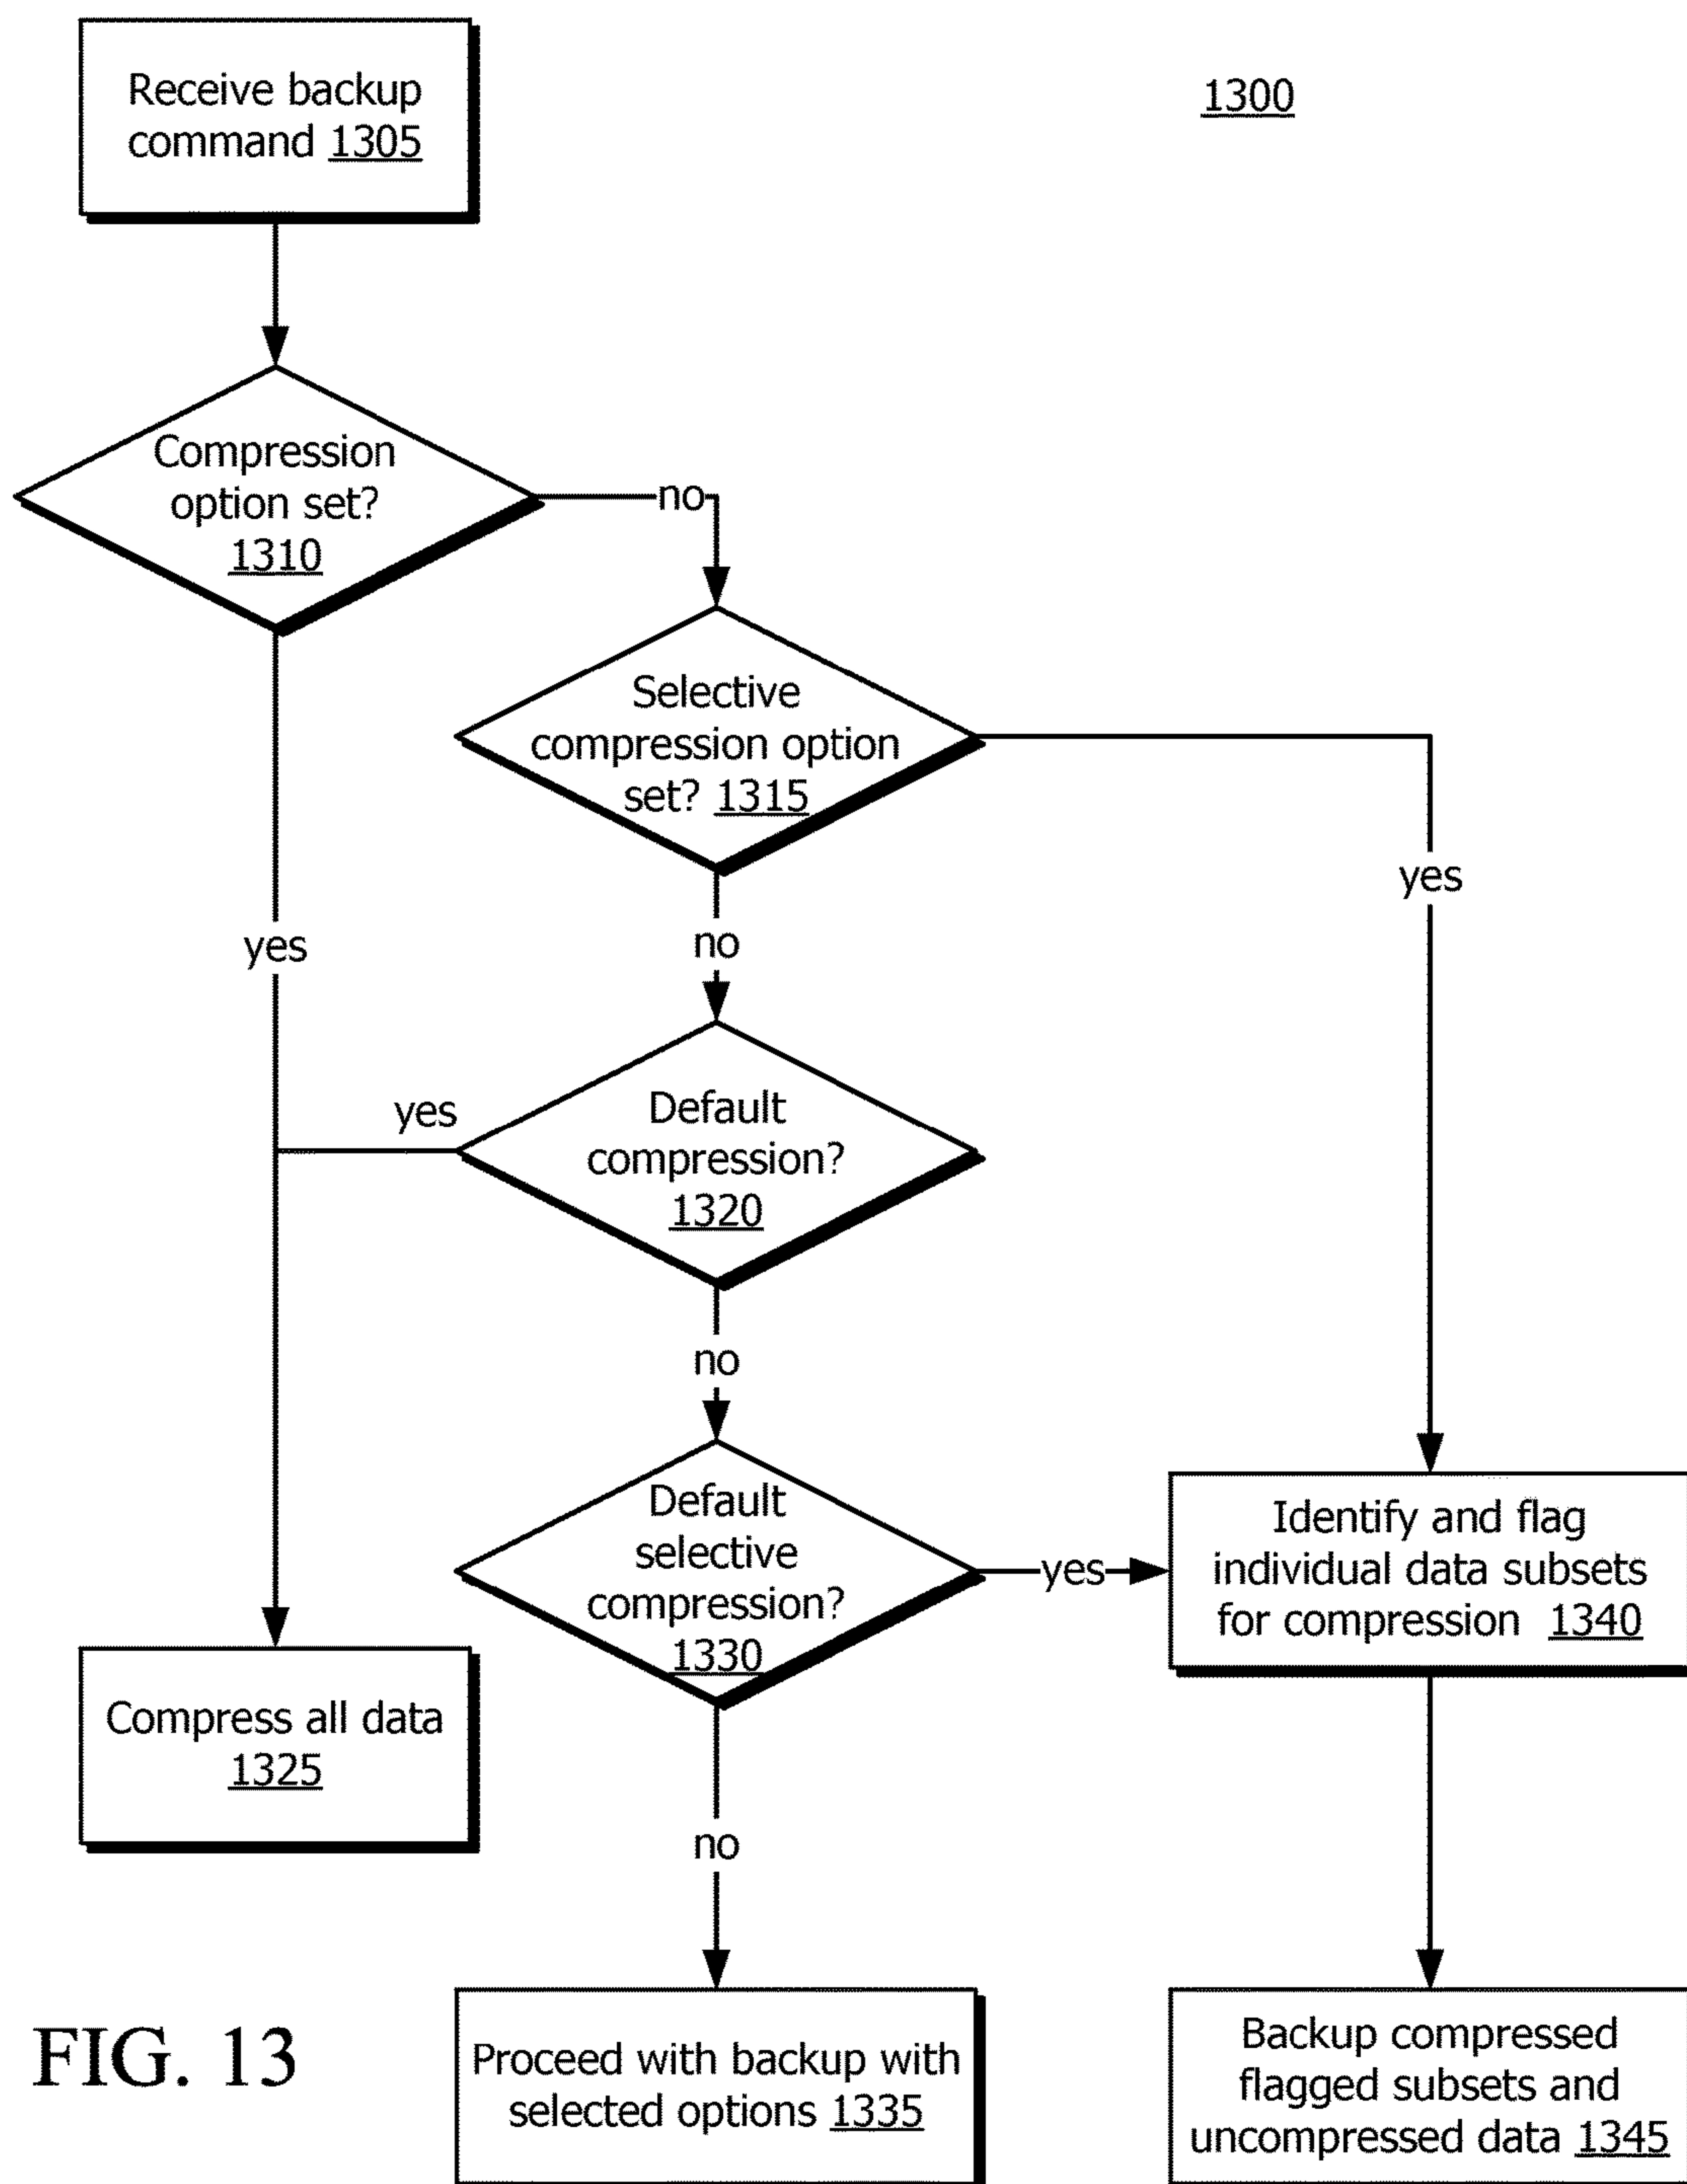 Receive backup
command 1305
1300
Compression
option set?
1310
no
Selective
compression option
set? 1315
yes
yes
no
Default
compression?
1320
yes
no
Default
selective
compression?
1330
yes
Identify and flag
individual data subsets
for compression 1340
Compress all data
1325
no
Proceed with backup with
selected options 1335
Backup compressed
flagged subsets and
uncompressed data 1345
FIG. 13